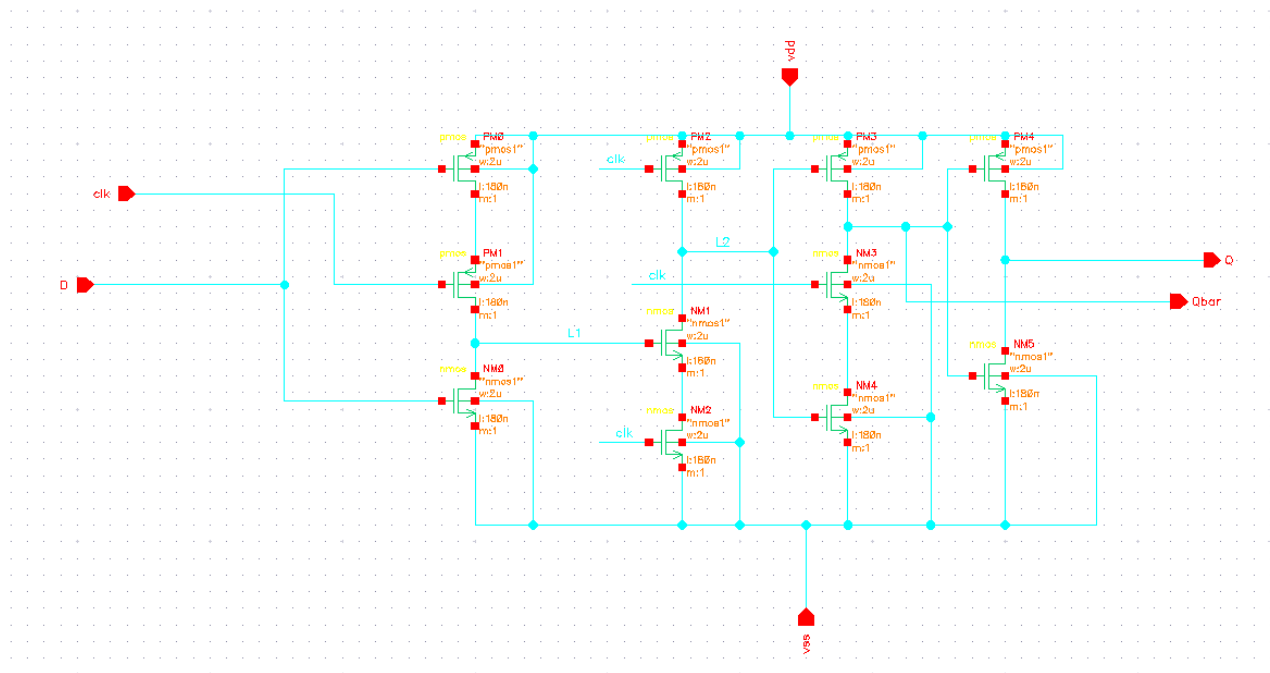 vdd
pmos PM0
"pmos1"
w:2u
l:180n
m:1
pmos PM2
"pmos1"
w:2u
l:180n
m:1
clk
pmos PM3
"pmos1"
w:2u
l:180n
m:1
pmos PM4
"pmos1"
w:2u
l:180n
m:1
clk
pmos PM1
"pmos1"
w:2u
l:180n
m:1
L2
clk
nmos NM3
"nmos1"
w:2u
l:180n
m:1
Q
D
Qbar
L1
nmos NM1
"nmos1"
w:2u
l:180n
m:1
nmos NM5
"nmos1"
w:2u
l:180n
m:1
nmos NM0
"nmos1"
w:2u
l:180n
m:1
nmos NM4
"nmos1"
w:2u
l:180n
m:1
nmos NM2
"nmos1"
w:2u
l:180n
m:1
clk
vss